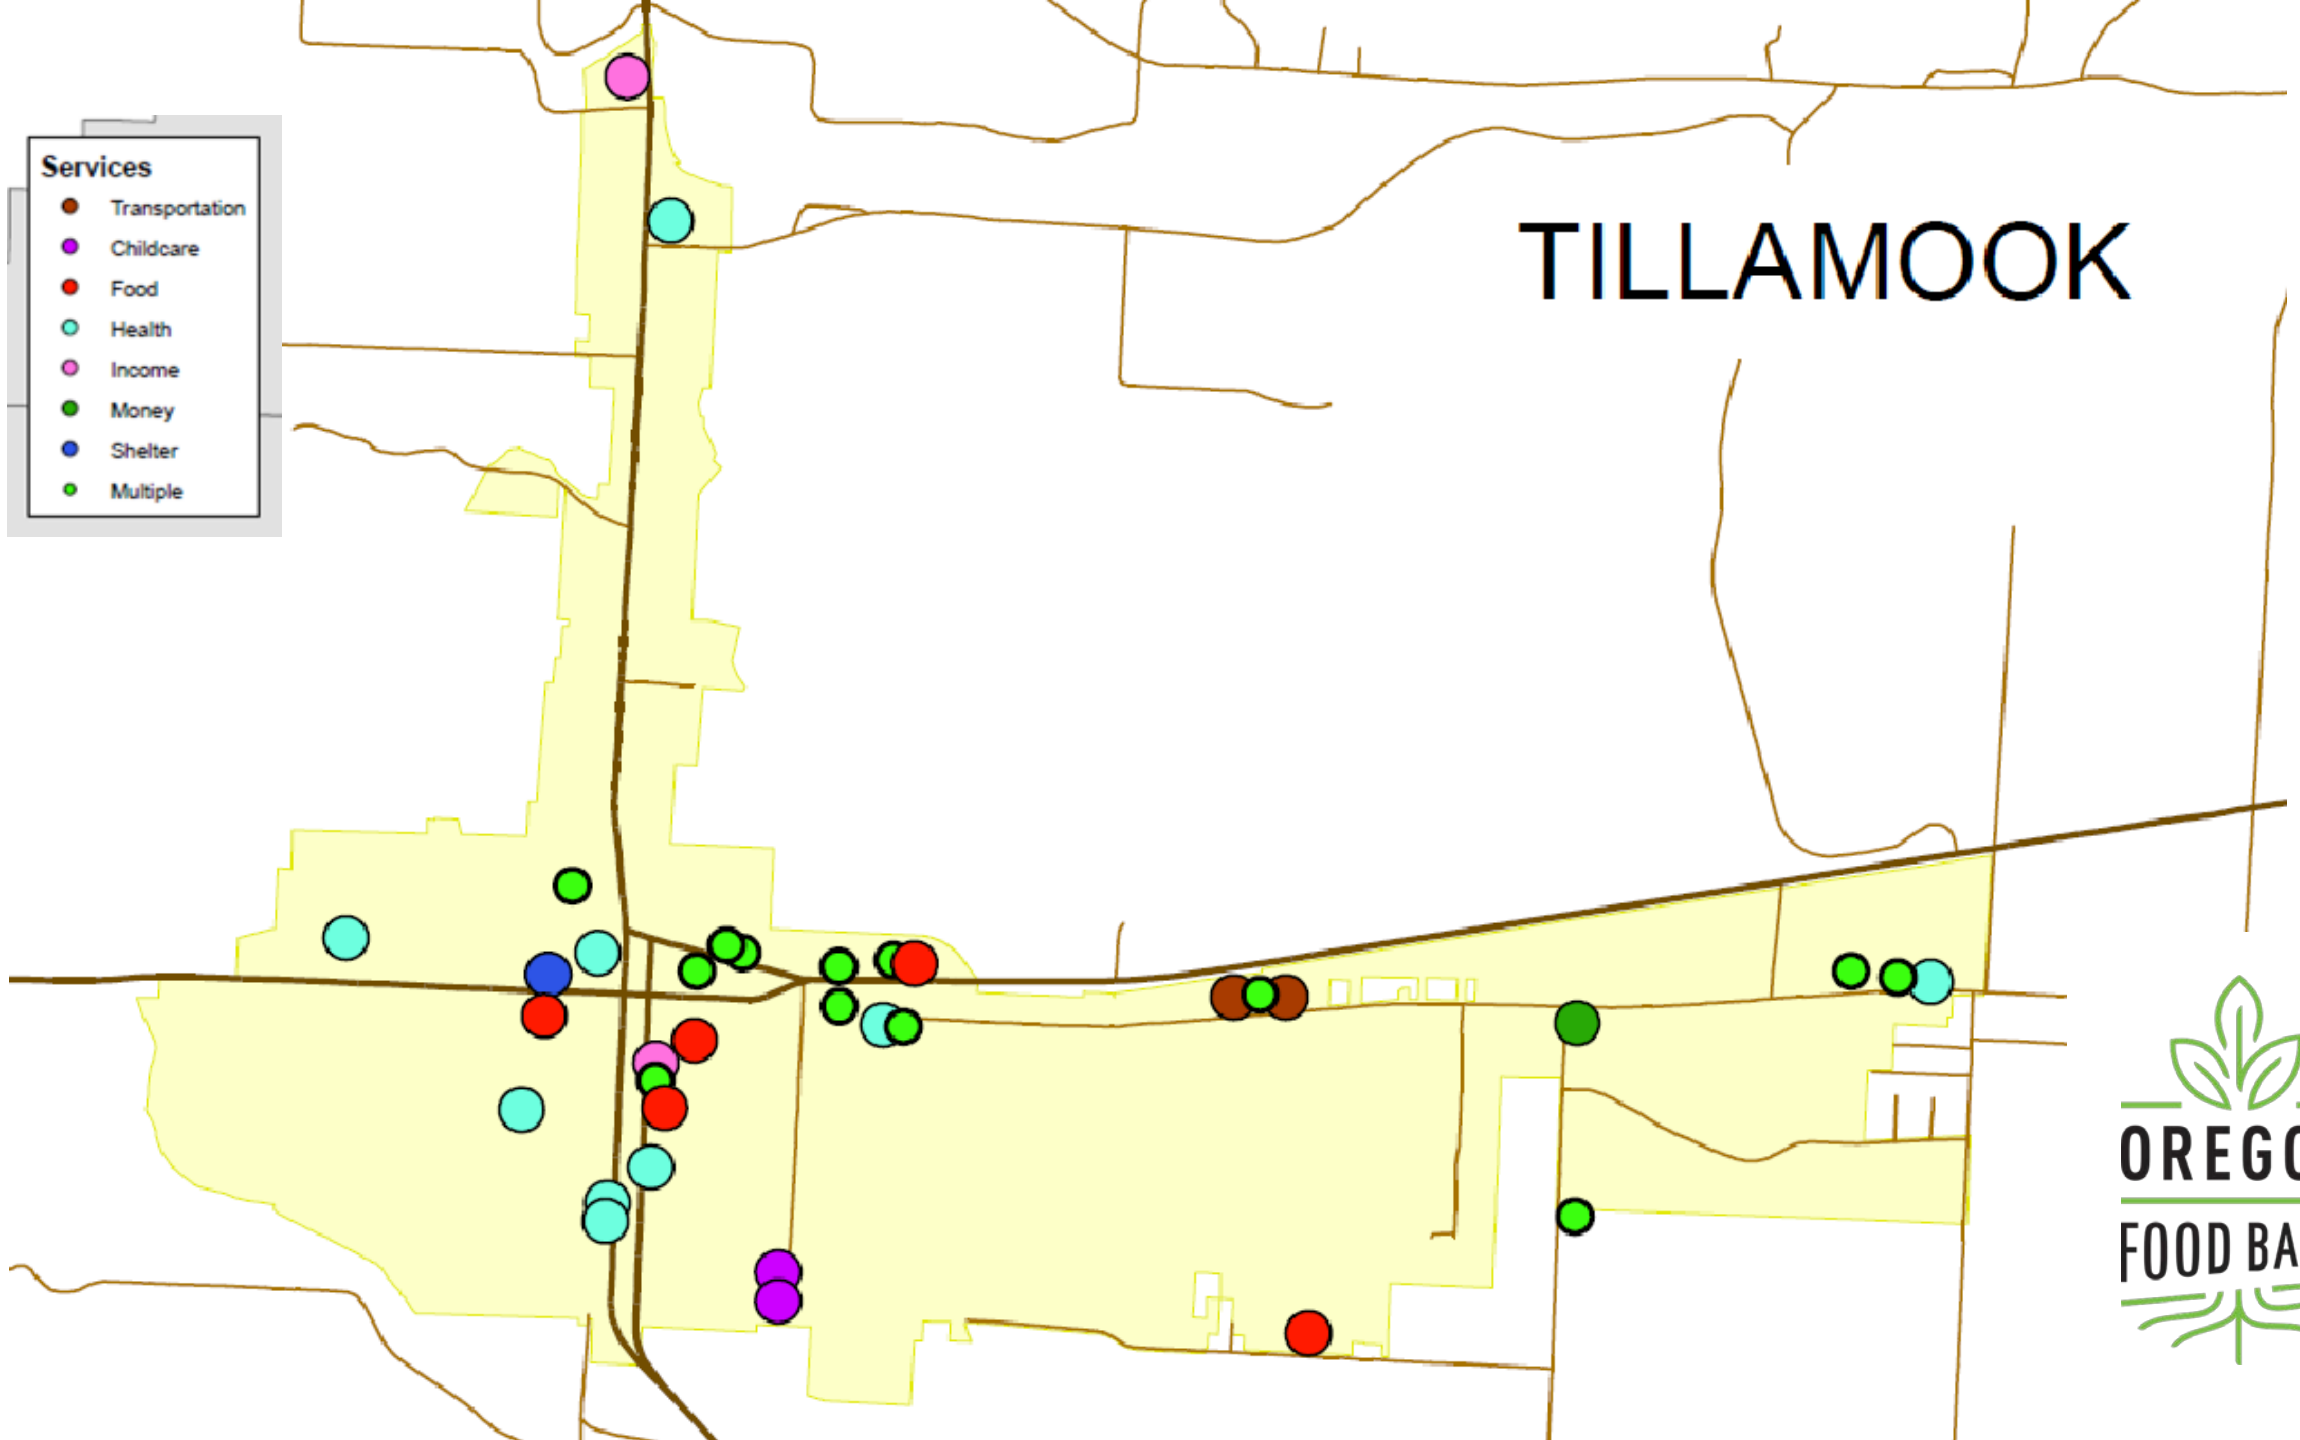 Services
Transportation
Childcare
Food
Health
Income
Money
Shelter
Multiple
TILLAMOOK
OREGO
FOOD BA